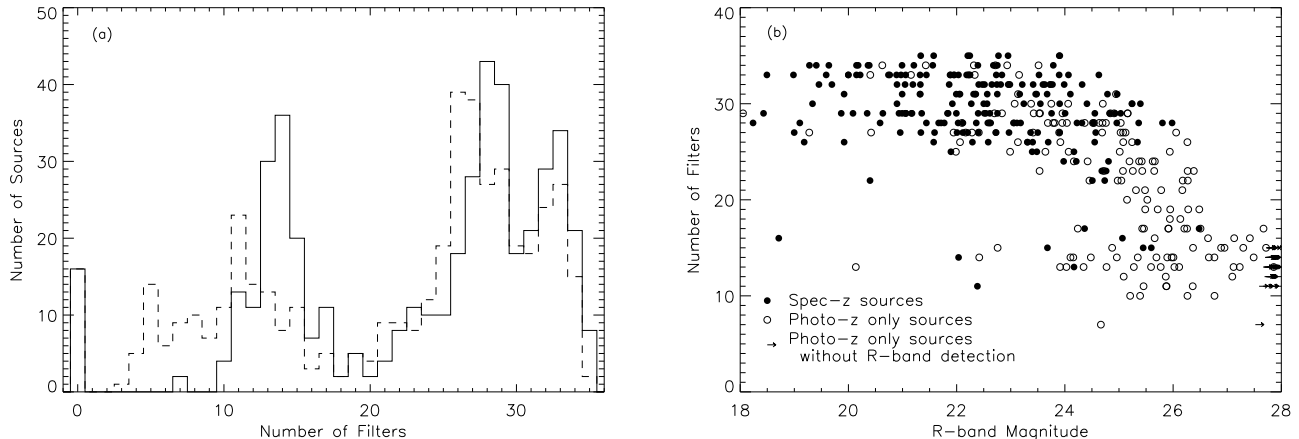 (a)
50
40
30
20
10
0
Number of Sources
0 10 20 30
Number of Filters
(b)
40
30
20
10
0
Number of Filters
Spec-z sources
Photo-z only sources
Photo-z only sources
without R-band detection
18 20 22 24 26 28
R-band Magnitude